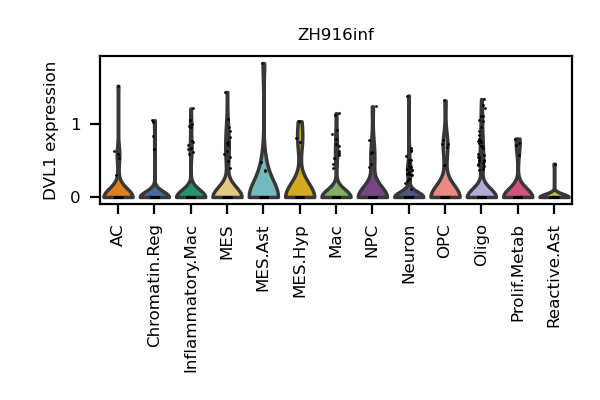 ZH916inf
DVL1 expression
1
0
AC
Chromatin.Reg
Inflammatory.Mac
MES
MES.Ast
MES.Hyp
Mac
NPC
Neuron
OPC
Oligo
Prolif.Metab
Reactive.Ast